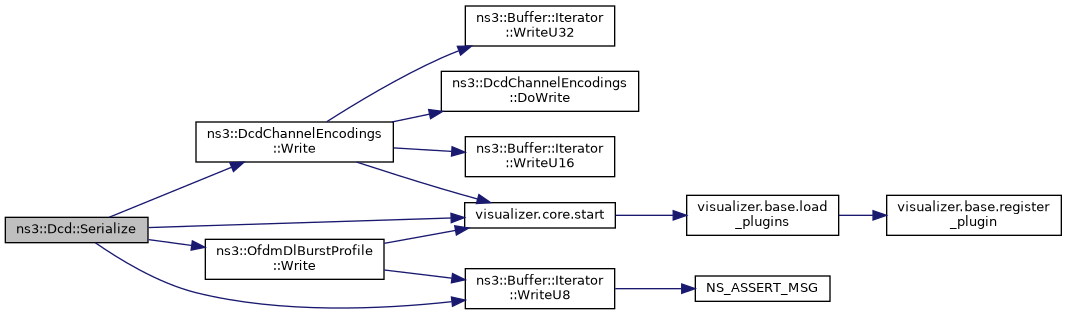 ns3::Dcd::Serialize
ns3::DcdChannelEncodings
::Write
ns3::OfdmDlBurstProfile
::Write
ns3::Buffer::Iterator
::WriteU32
ns3::DcdChannelEncodings
::DoWrite
ns3::Buffer::Iterator
::WriteU16
visualizer.core.start
ns3::Buffer::Iterator
::WriteU8
visualizer.base.load
_plugins
NS_ASSERT_MSG
visualizer.base.register
_plugin